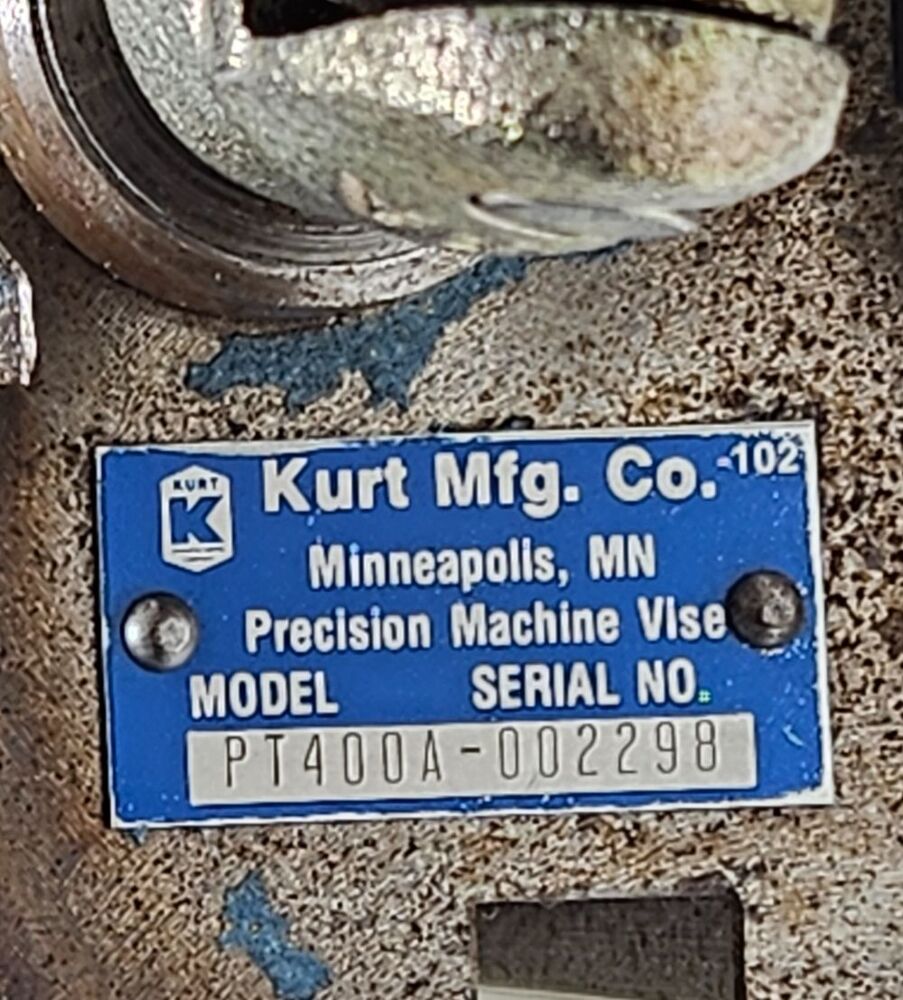 KURT
K
Kurt Mfg. Co. -102
Minneapolis, MN
Precision Machine Vise
MODEL SERIAL NO.
PT400A-002298